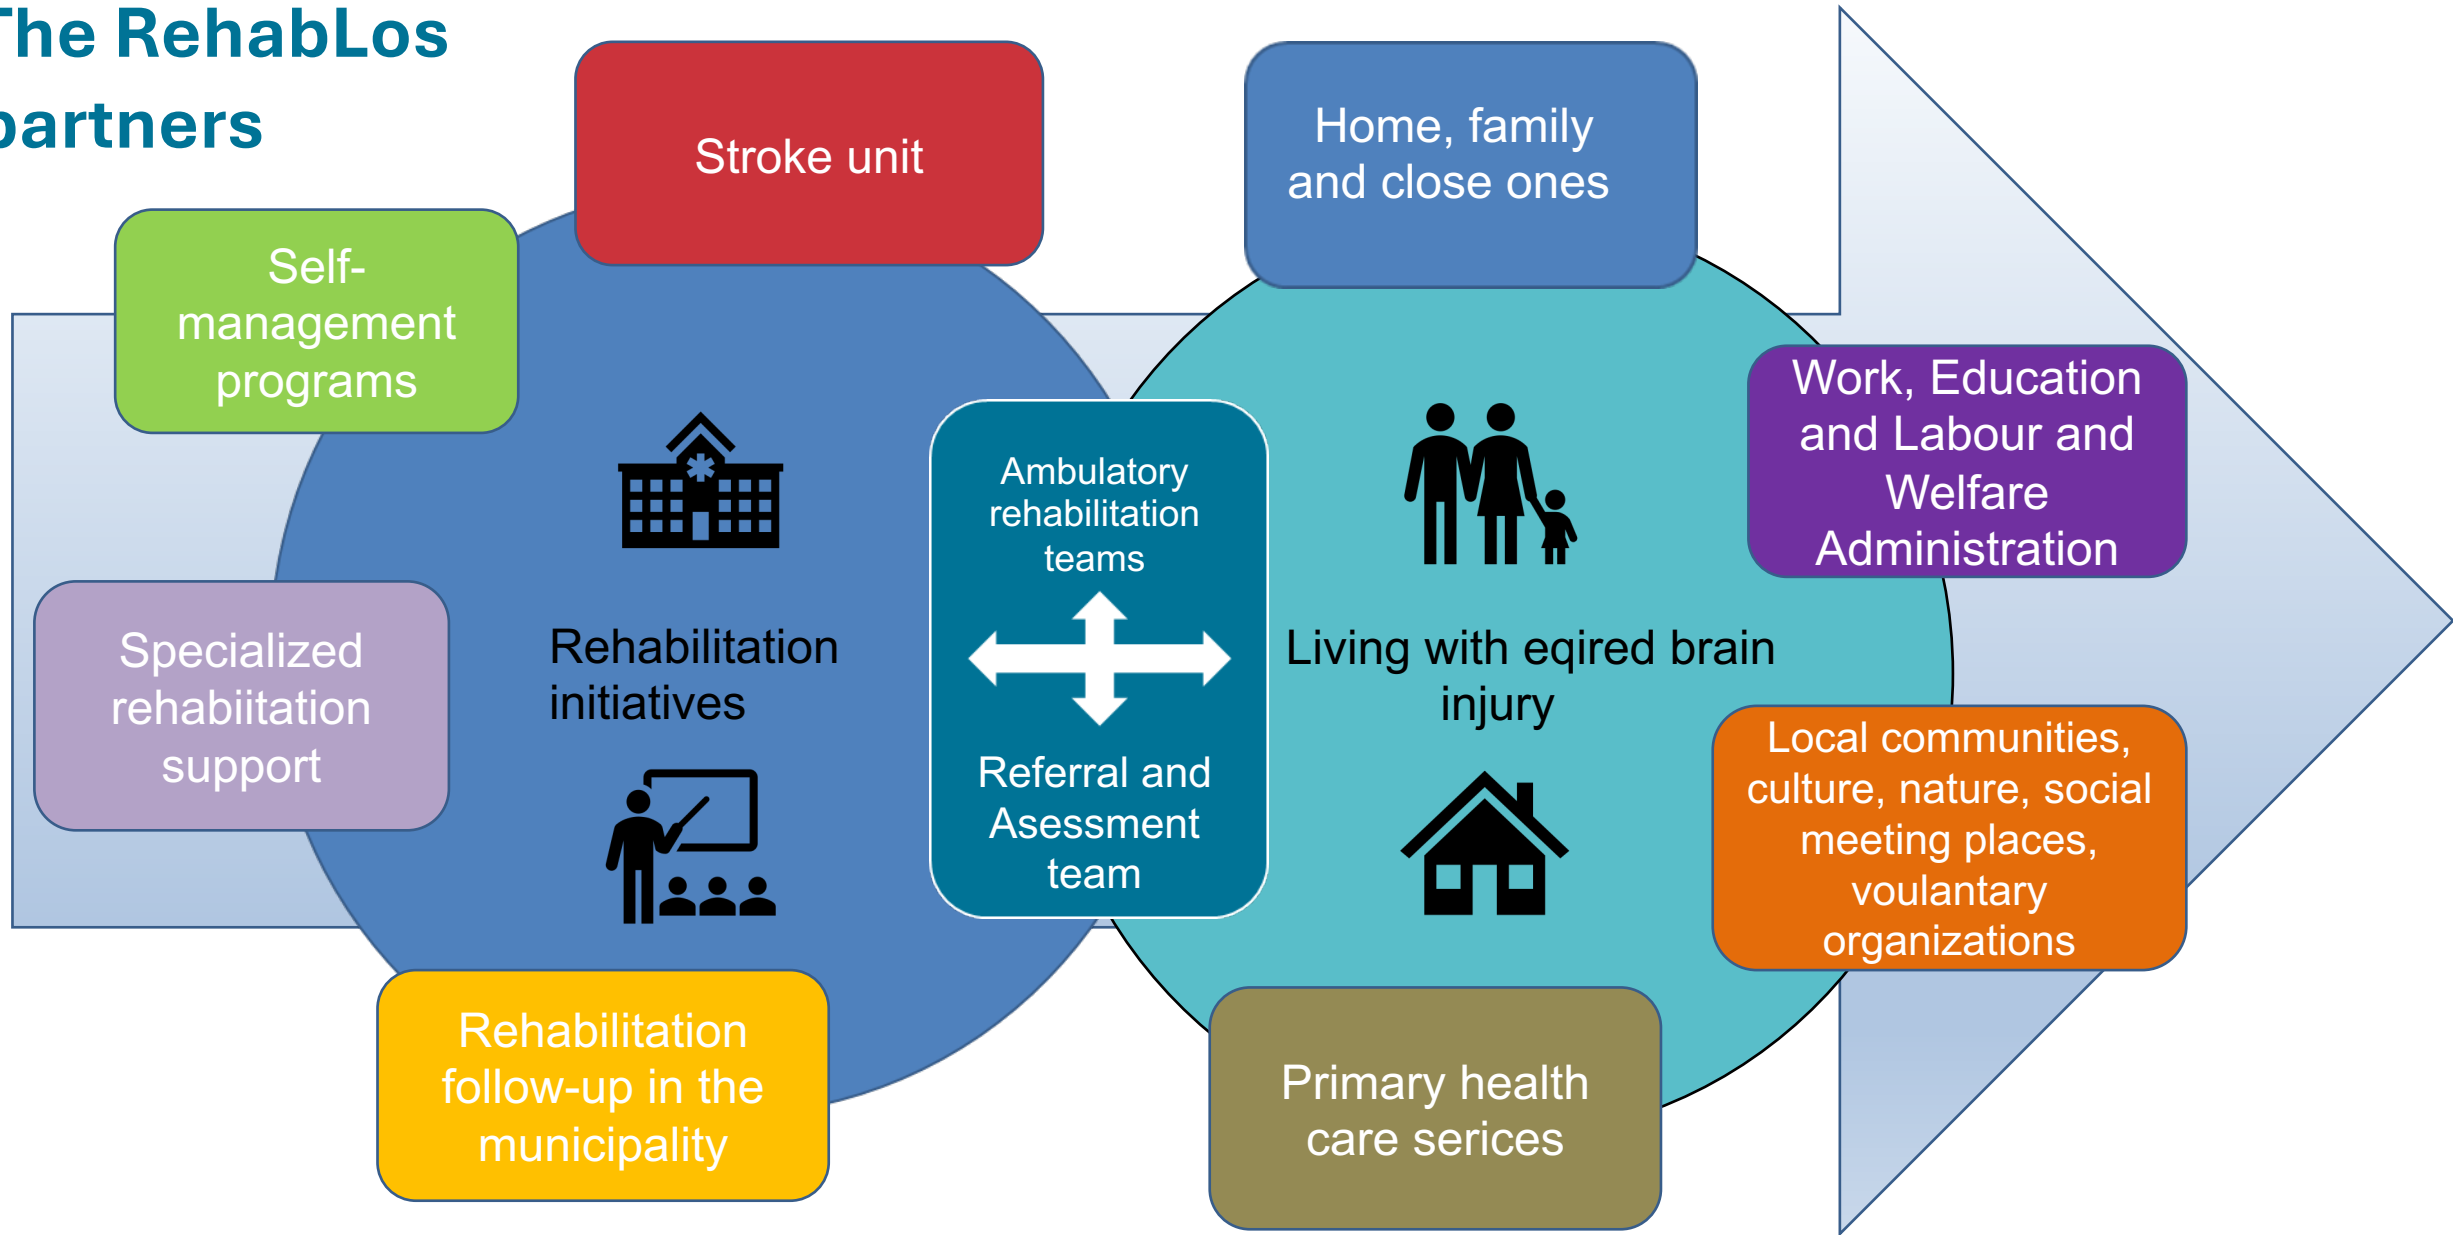 The RehabLos
partners
Stroke unit
Home, family
and close ones
Self-
management
programs
Work, Education
and Labour and
Welfare
Administration
Specialized
rehabiitation
support
Rehabilitation
initiatives
Ambulatory
rehabilitation
teams
Referral and
Asessment
team
Living with eqired brain
injury
Local communities,
culture, nature, social
meeting places,
voulantary
organizations
Rehabilitation
follow-up in the
municipality
Primary health
care serices